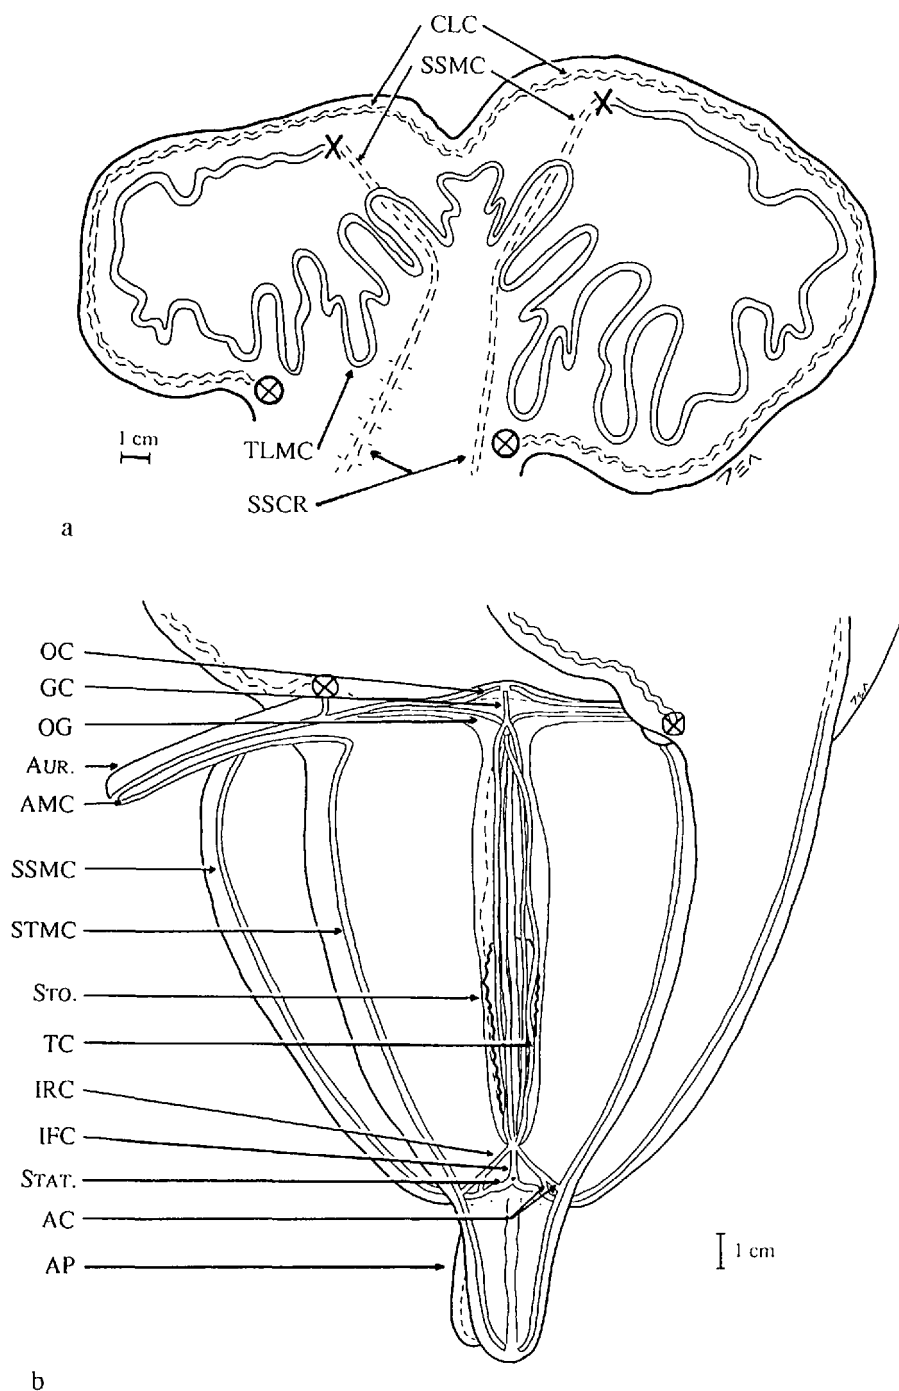 CLC
SSMC
1 cm
TLMC
SSCR
a
OC
GC
OG
AUR.
AMC
SSMC
STMC
STO.
TC
IRC
IFC
STAT.
AC
AP
1 cm
b